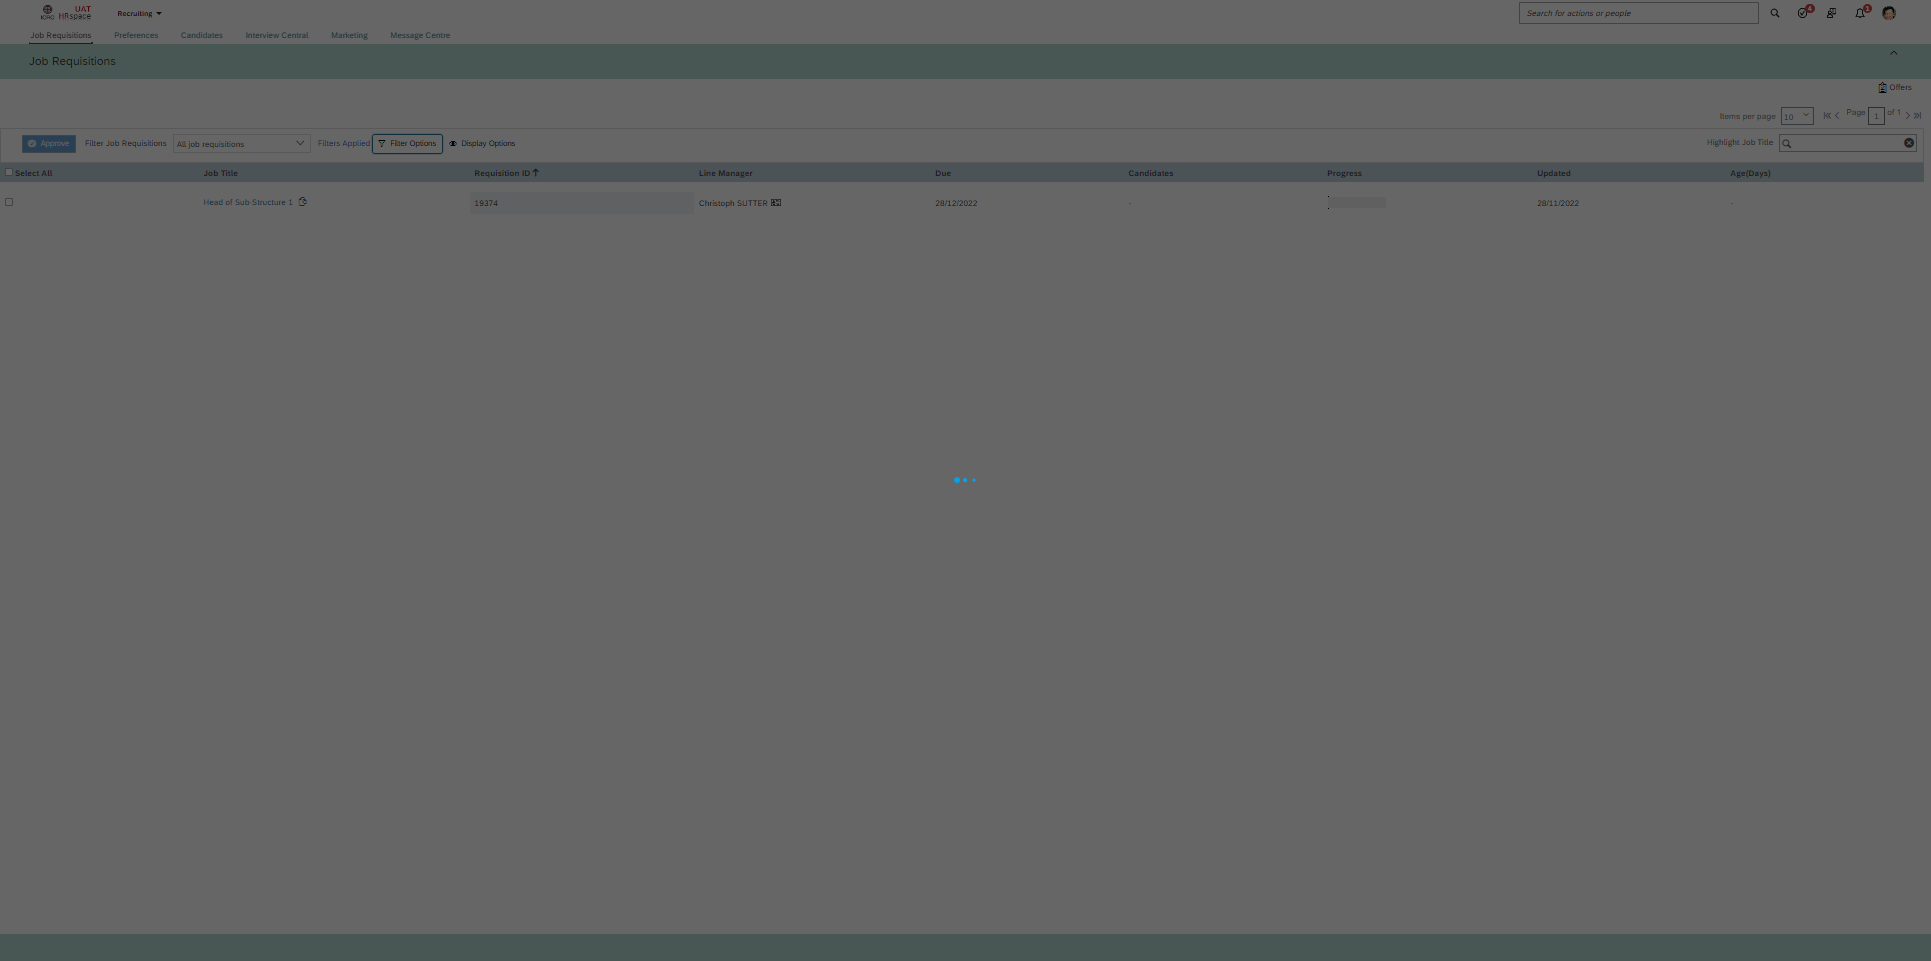 ICRC UAT HRspace
Recruiting
Search for actions or people
4
1
Job Requisitions Preferences Candidates Interview Central Marketing Message Centre
Job Requisitions
Offers
Items per page 10 Page 1 of 1
Approve Filter Job Requisitions All job requisitions Filters Applied Filter Options Display Options Highlight Job Title
Select All Job Title Requisition ID Line Manager Due Candidates Progress Updated Age(Days)
Head of Sub-Structure 1 19374 Christoph SUTTER 28/12/2022 - 28/11/2022 -